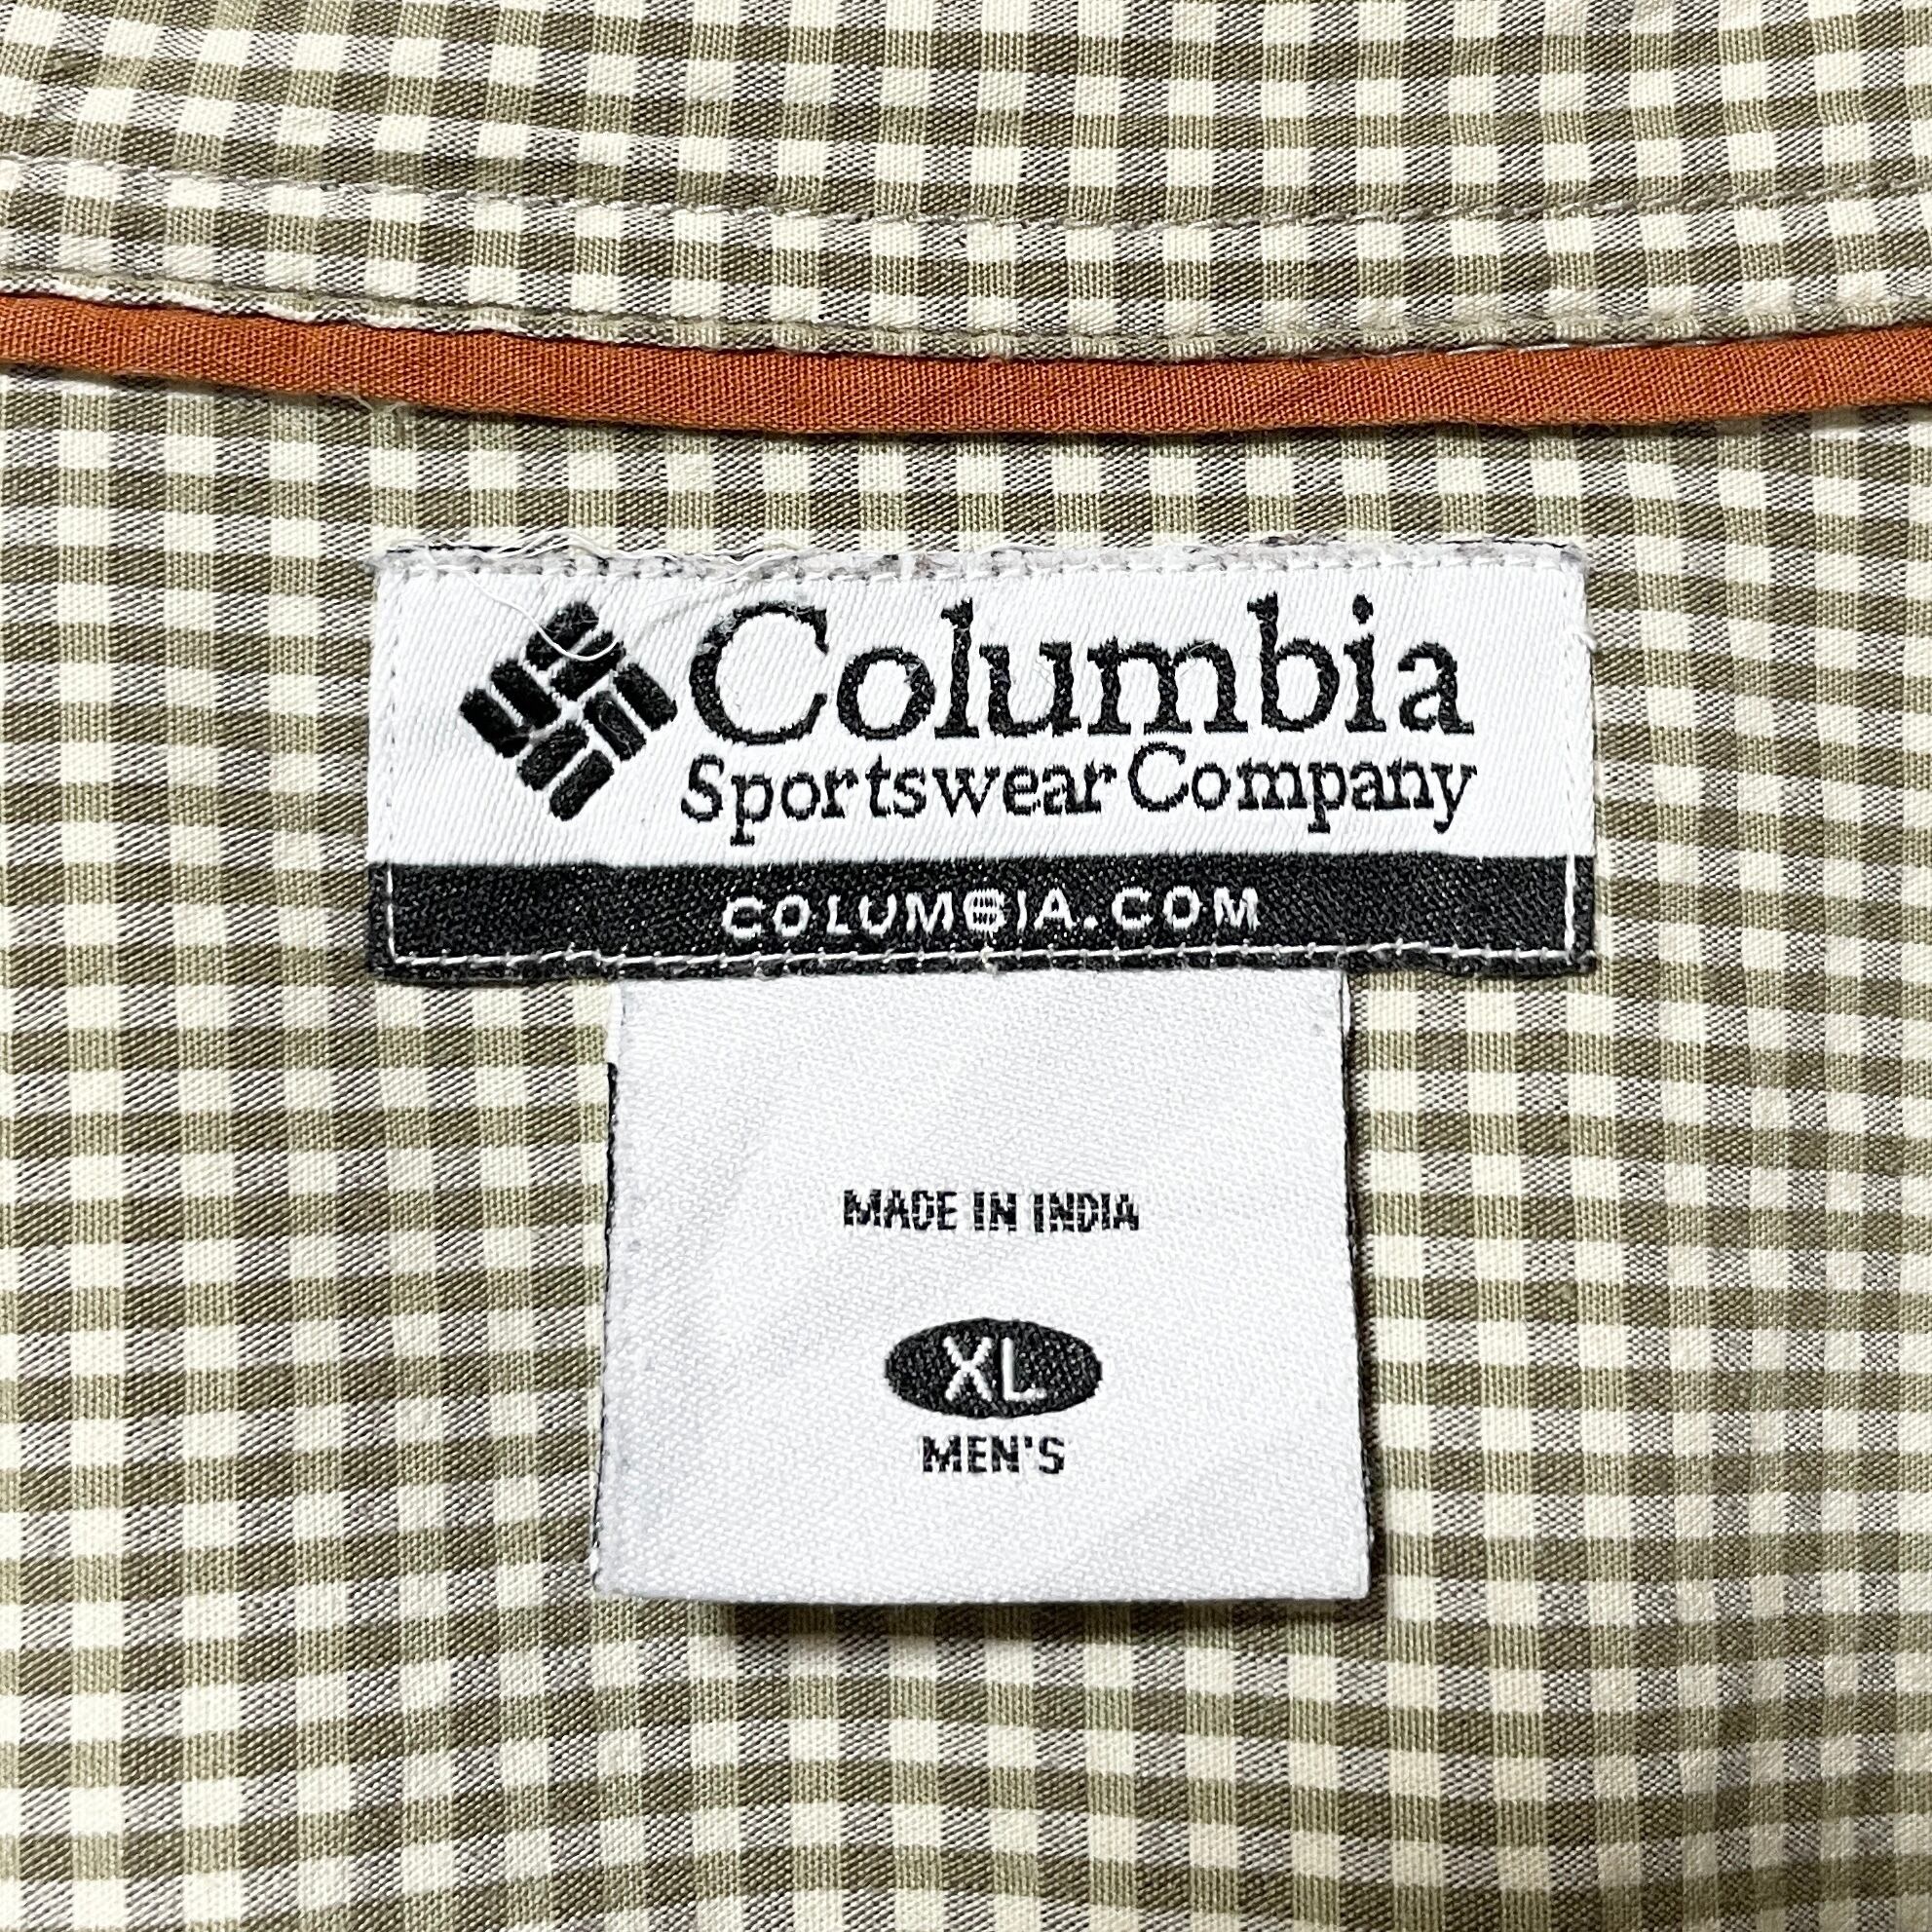 Columbia
Sportswear Company
COLUMBIA.COM
MADE IN INDIA
XL
MEN'S